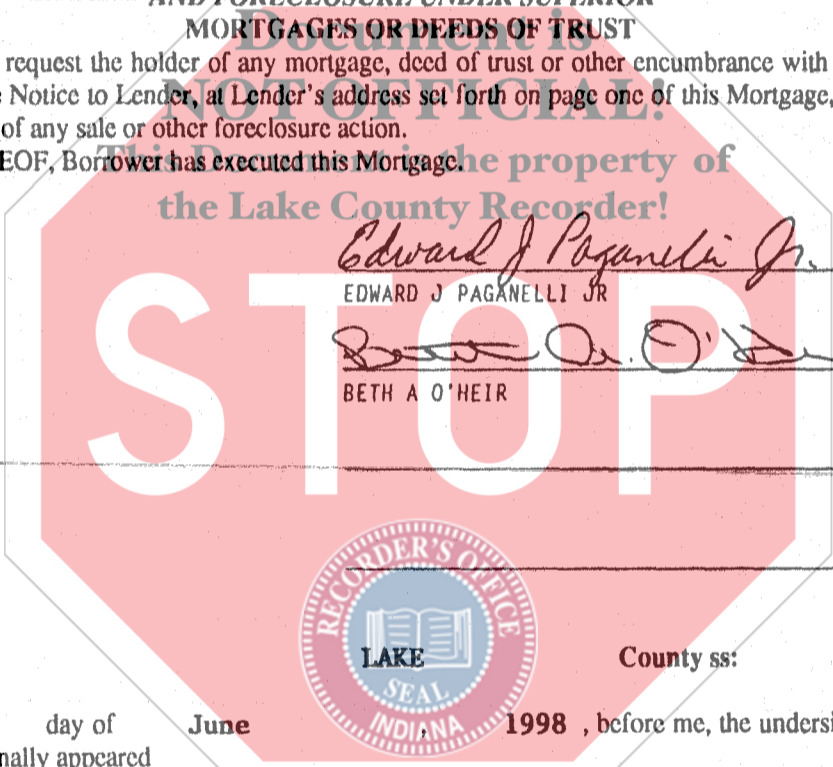 AND FORECLOSURE UNDER SUPERIOR
MORTGAGES OR DEEDS OF TRUST
Document is
request the holder of any mortgage, deed of trust or other encumbrance with
Notice to Lender, at Lender's address set forth on page one of this Mortgage,
NOT OFFICIAL!
of any sale or other foreclosure action.
EOF, Borrower has executed this Mortgage.
This Document is the property of
the Lake County Recorder!
Edward J Paganelli Jr.
EDWARD J PAGANELLI JR
STOP
BETH A O'HEIR
RECORDER'S OFFICE
LAKE County ss:
SEAL
INDIANA
day of June , 1998 , before me, the undersi
nally appeared